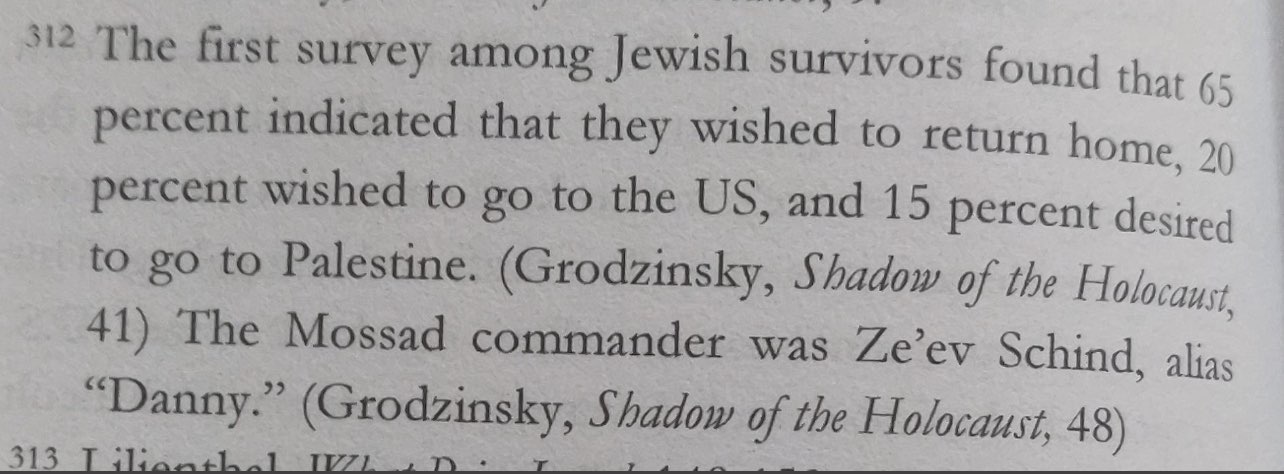 312 The first survey among Jewish survivors found that 65
percent indicated that they wished to return home, 20
percent wished to go to the US, and 15 percent desired
to go to Palestine. (Grodzinsky, Shadow of the Holocaust,
41) The Mossad commander was Ze’ev Schind, alias
“Danny.” (Grodzinsky, Shadow of the Holocaust, 48)
313 Lilienthal